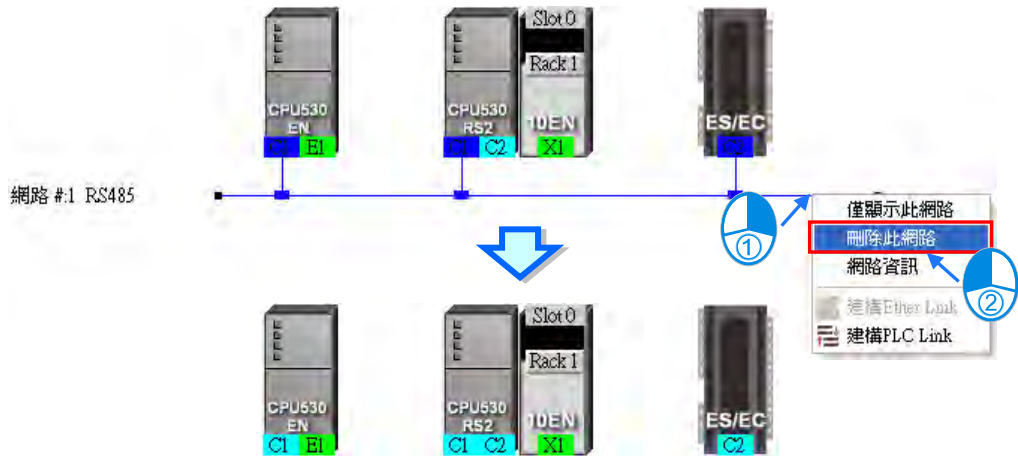 Slot 0
Rack 1
CPU530
EN
C1 E1
CPU530
RS2
C1 C2
10EN
X1
ES/EC
C2
網路 #:1 RS485
①
僅顯示此網路
刪除此網路
網路資訊
建構Ether Link
建構PLC Link
②
Slot 0
Rack 1
CPU530
EN
C1 E1
CPU530
RS2
C1 C2
10EN
X1
ES/EC
C2